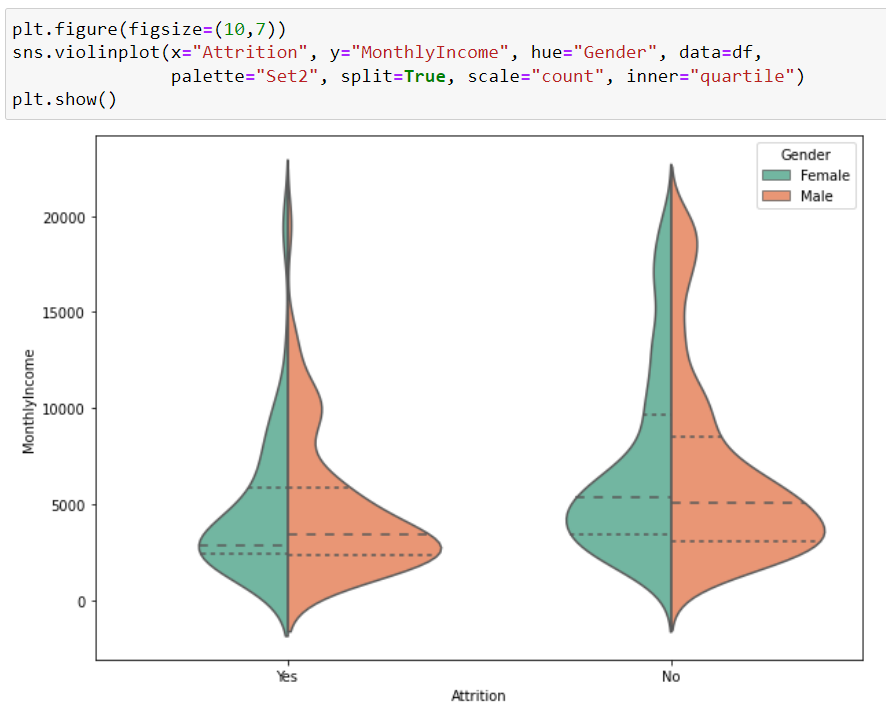 plt.figure(figsize=(10,7))
sns.violinplot(x="Attrition", y="MonthlyIncome", hue="Gender", data=df,
palette="Set2", split=True, scale="count", inner="quartile")
plt.show()
Gender
Female
Male
20000
15000
10000
5000
0
MonthlyIncome
Yes
No
Attrition